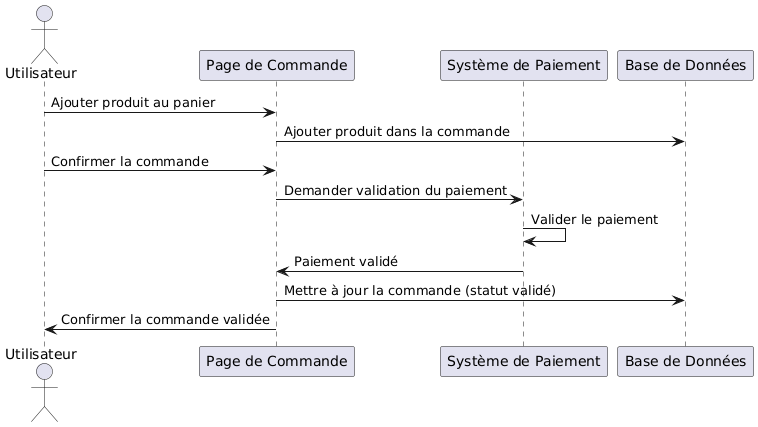 Utilisateur
Page de Commande
Système de Paiement
Base de Données
Ajouter produit au panier
Ajouter produit dans la commande
Confirmer la commande
Demander validation du paiement
Valider le paiement
Paiement validé
Mettre à jour la commande (statut validé)
Confirmer la commande validée
Utilisateur
Page de Commande
Système de Paiement
Base de Données